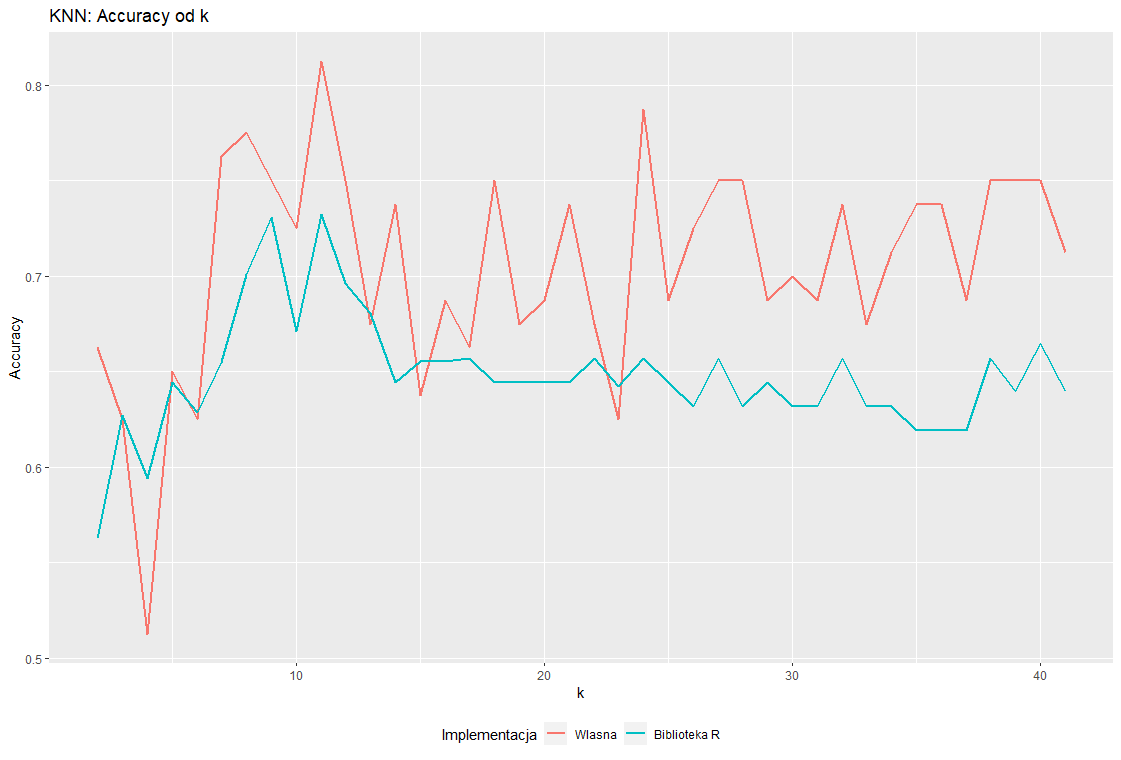 KNN: Accuracy od k
Accuracy
0.8
0.7
0.6
0.5
10 20 30 40
k
Implementacja Wlasna Biblioteka R